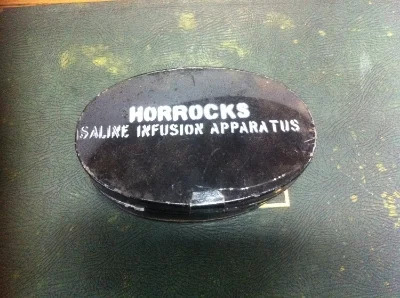 HORROCKS
SALINE INFUSION APPARATUS